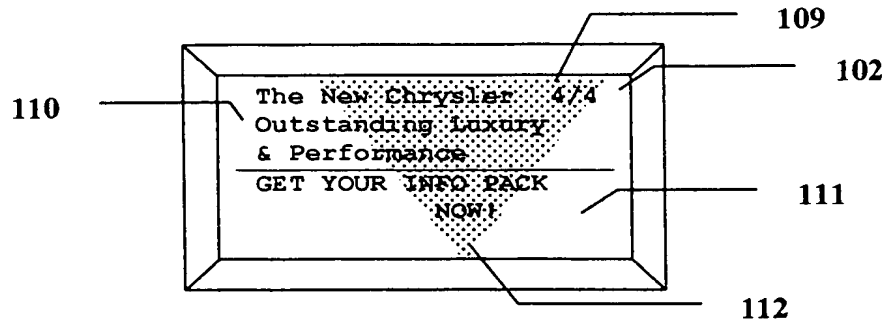 109
102
110
The New Chrysler 4/4
Outstanding Luxury
& Performance
GET YOUR INFO PACK
NOW!
111
112